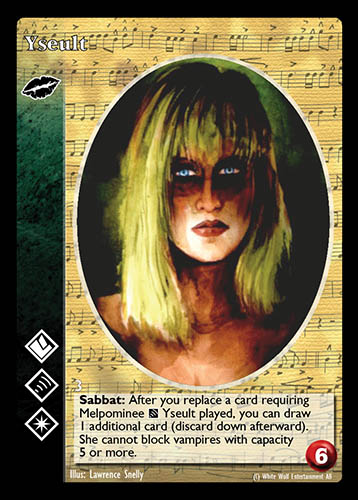 Yseult
3
Sabbat: After you replace a card requiring
Melpominee Yseult played, you can draw
1 additional card (discard down afterward).
She cannot block vampires with capacity
5 or more.
6
Illus: Lawrence Snelly
(C) White Wolf Entertainment AB